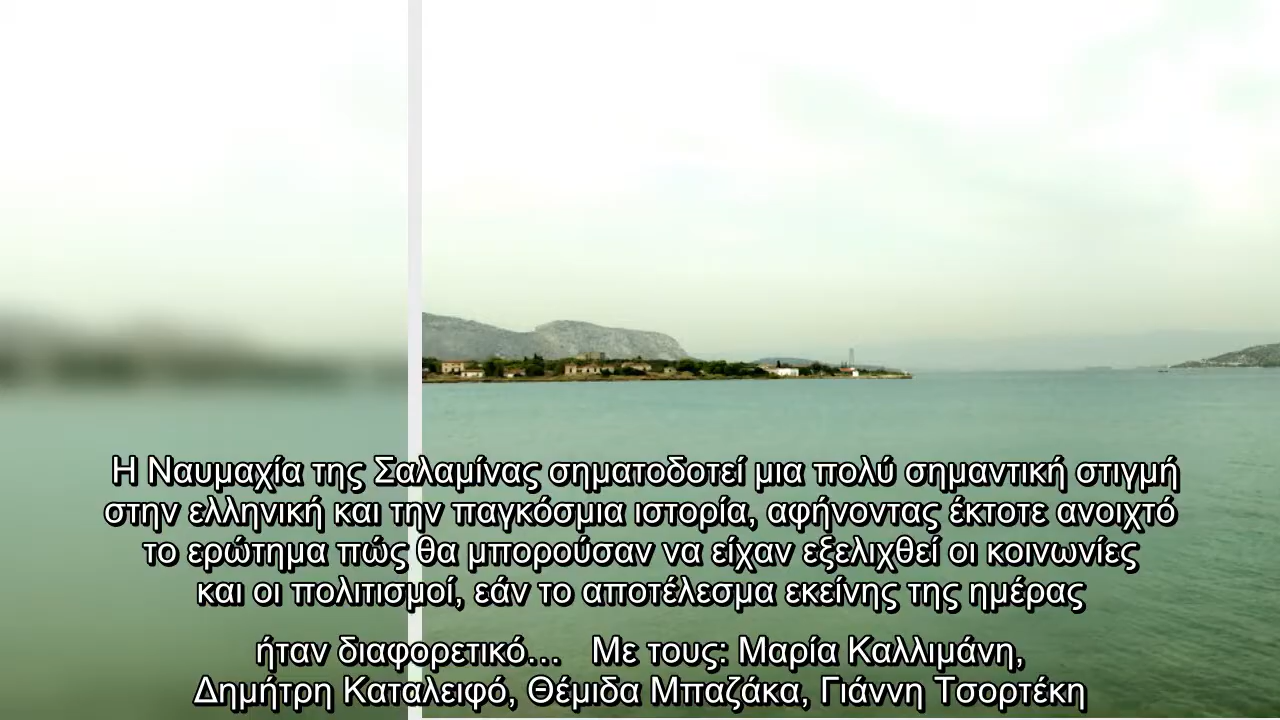 Η Ναυμαχία της Σαλαμίνας σηματοδοτεί μια πολύ σημαντική στιγμή
στην ελληνική και την παγκόσμια ιστορία, αφήνοντας έκτοτε ανοιχτό
το ερώτημα πώς θα μπορούσαν να είχαν εξελιχθεί οι κοινωνίες
και οι πολιτισμοί, εάν το αποτέλεσμα εκείνης της ημέρας
ήταν διαφορετικό… Με τους: Μαρία Καλλιμάνη,
Δημήτρη Καταλειφό, Θέμιδα Μπαζάκα, Γιάννη Τσορτέκη